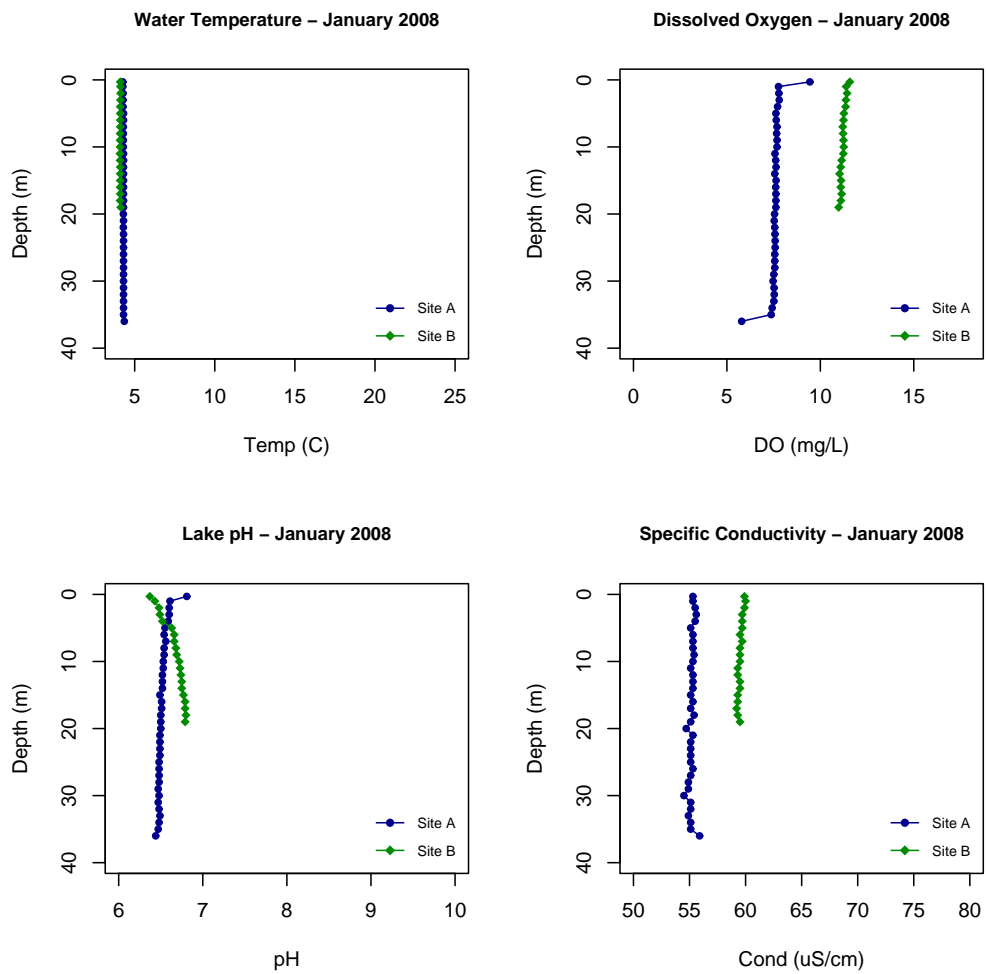 Water Temperature – January 2008
0
10
20
30
40
Depth (m)
5
10
15
20
25
Temp (C)
Site A
Site B
Dissolved Oxygen – January 2008
0
10
20
30
40
Depth (m)
0
5
10
15
DO (mg/L)
Site A
Site B
Lake pH – January 2008
0
10
20
30
40
Depth (m)
6
7
8
9
10
pH
Site A
Site B
Specific Conductivity – January 2008
0
10
20
30
40
Depth (m)
50
55
60
65
70
75
80
Cond (uS/cm)
Site A
Site B